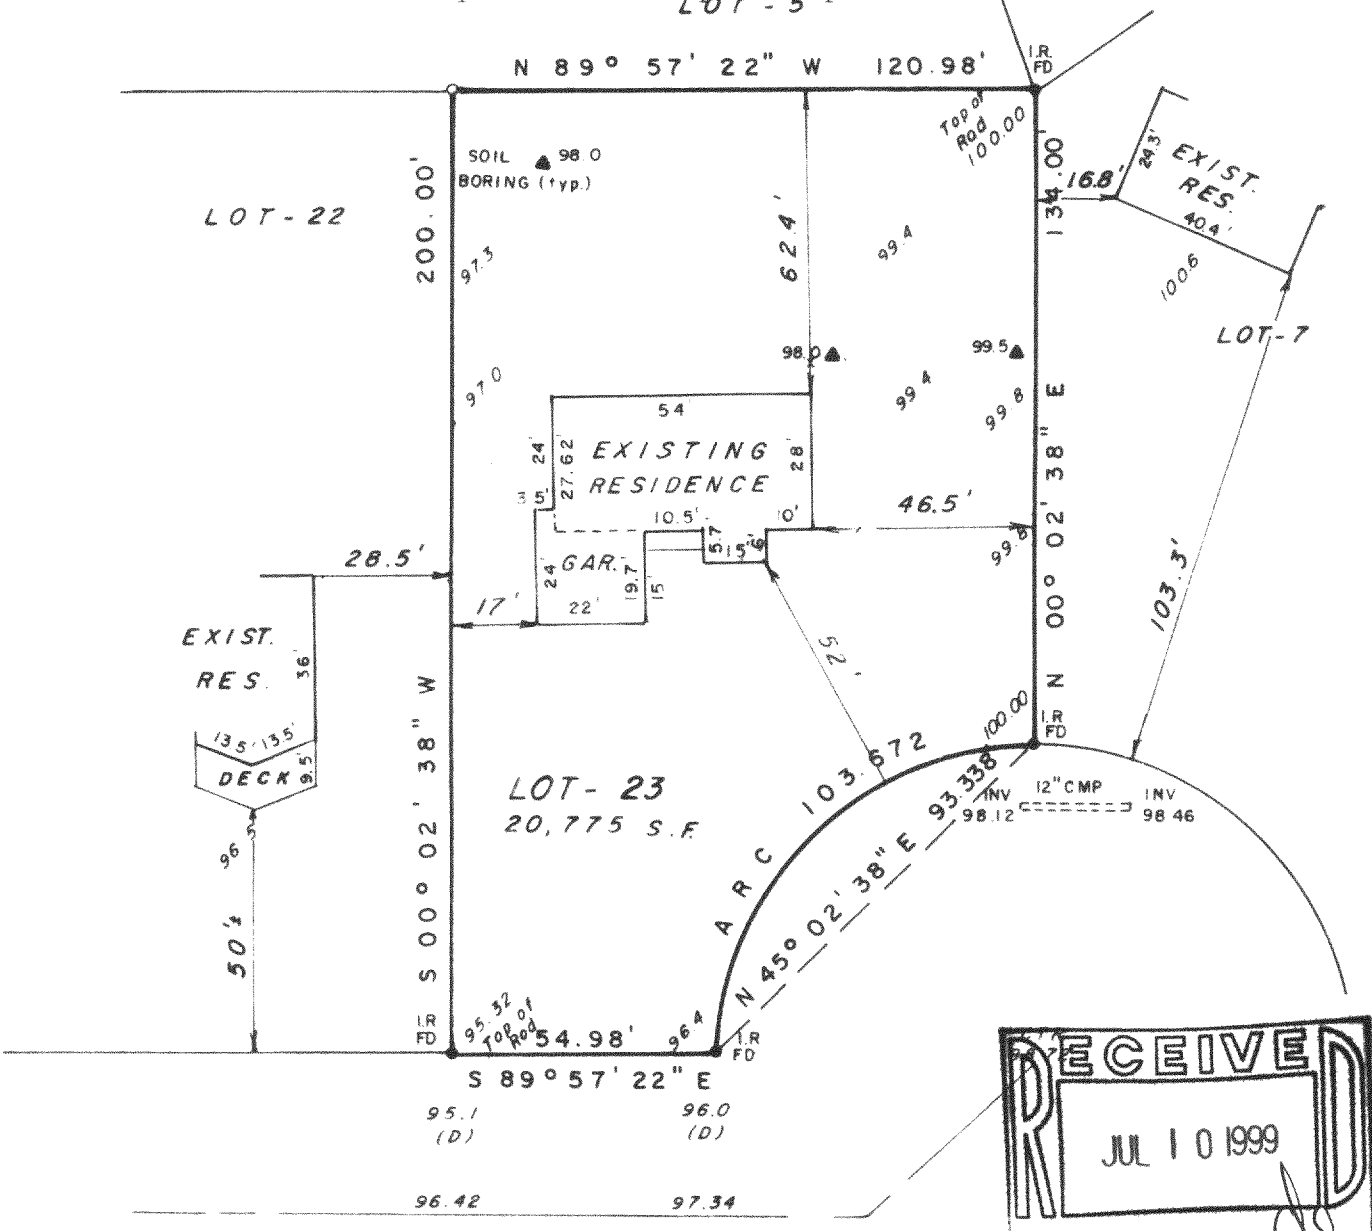 LOT - 5
N 89° 57' 22" W 120.98'
I.R.
FD
Top of
Rod
100.00
SOIL ▲ 98.0
BORING (typ.)
LOT - 22
200.00'
97.3
97.0
62.4'
99.4
134.00'
16.8'
24.3'
EXIST.
RES.
40.4'
100.6
LOT-7
98.0 ▲
99.5 ▲
99.4
99.8
54'
EXISTING
RESIDENCE
24'
27.62'
28'
3.5'
10.5'
10'
46.5'
5.7
15'
6'
GAR.
24'
19.7
15'
22'
99.8
28.5'
17'
52'
103.3'
N 00° 02' 38" E
EXIST.
RES.
36'
13.5' 13.5'
DECK
9.5'
96.5
50'±
S 00° 02' 38" W
LOT - 23
20,775 S.F.
100.00
I.R
FD
ARC 103.672
N 45° 02' 38" E 93.338
12" CMP
INV
98.12
INV
98.46
I.R
FD
95.32
Top of
Rod
54.98'
96.4
I.R
FD
S 89° 57' 22" E
95.1
(D)
96.0
(D)
96.42
97.34
RECEIVED
JUL 10 1999